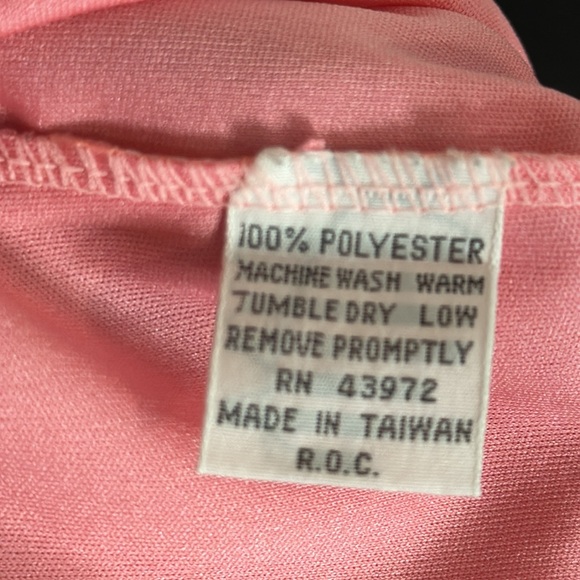 100% POLYESTER
MACHINE WASH WARM
TUMBLE DRY LOW
REMOVE PROMPTLY
RN 43972
MADE IN TAIWAN
R.O.C.